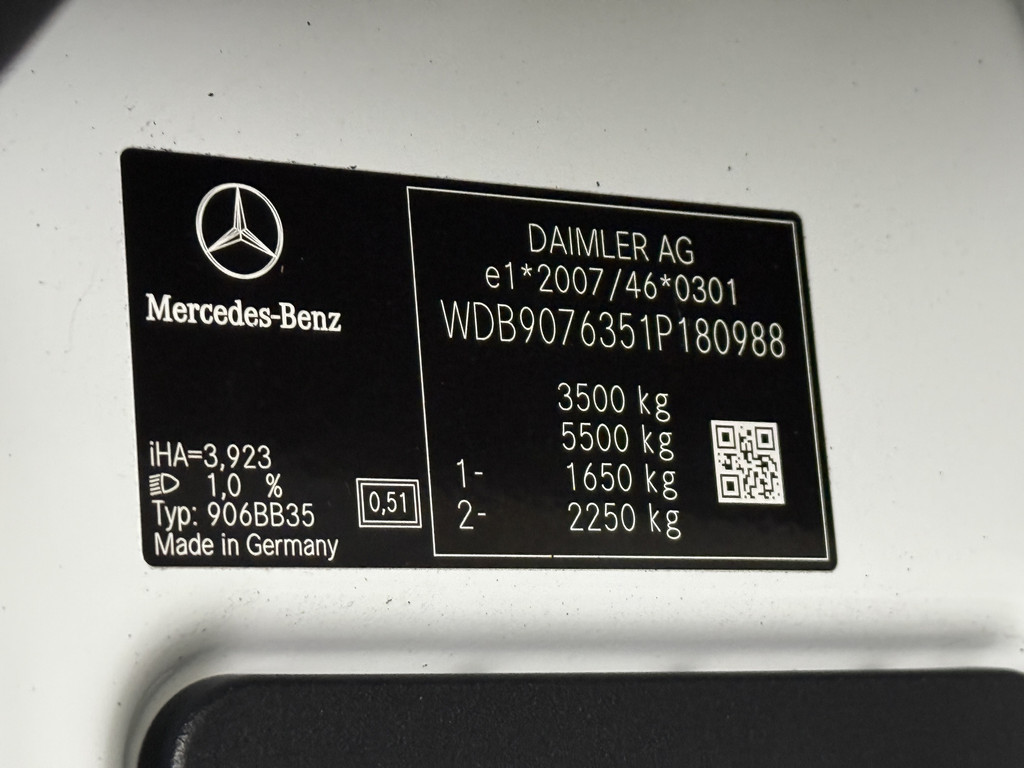 Mercedes-Benz
iHA=3,923
1,0 %
Typ: 906BB35
Made in Germany
0,51
DAIMLER AG
e1*2007/46*0301
WDB9076351P180988
3500 kg
5500 kg
1- 1650 kg
2- 2250 kg